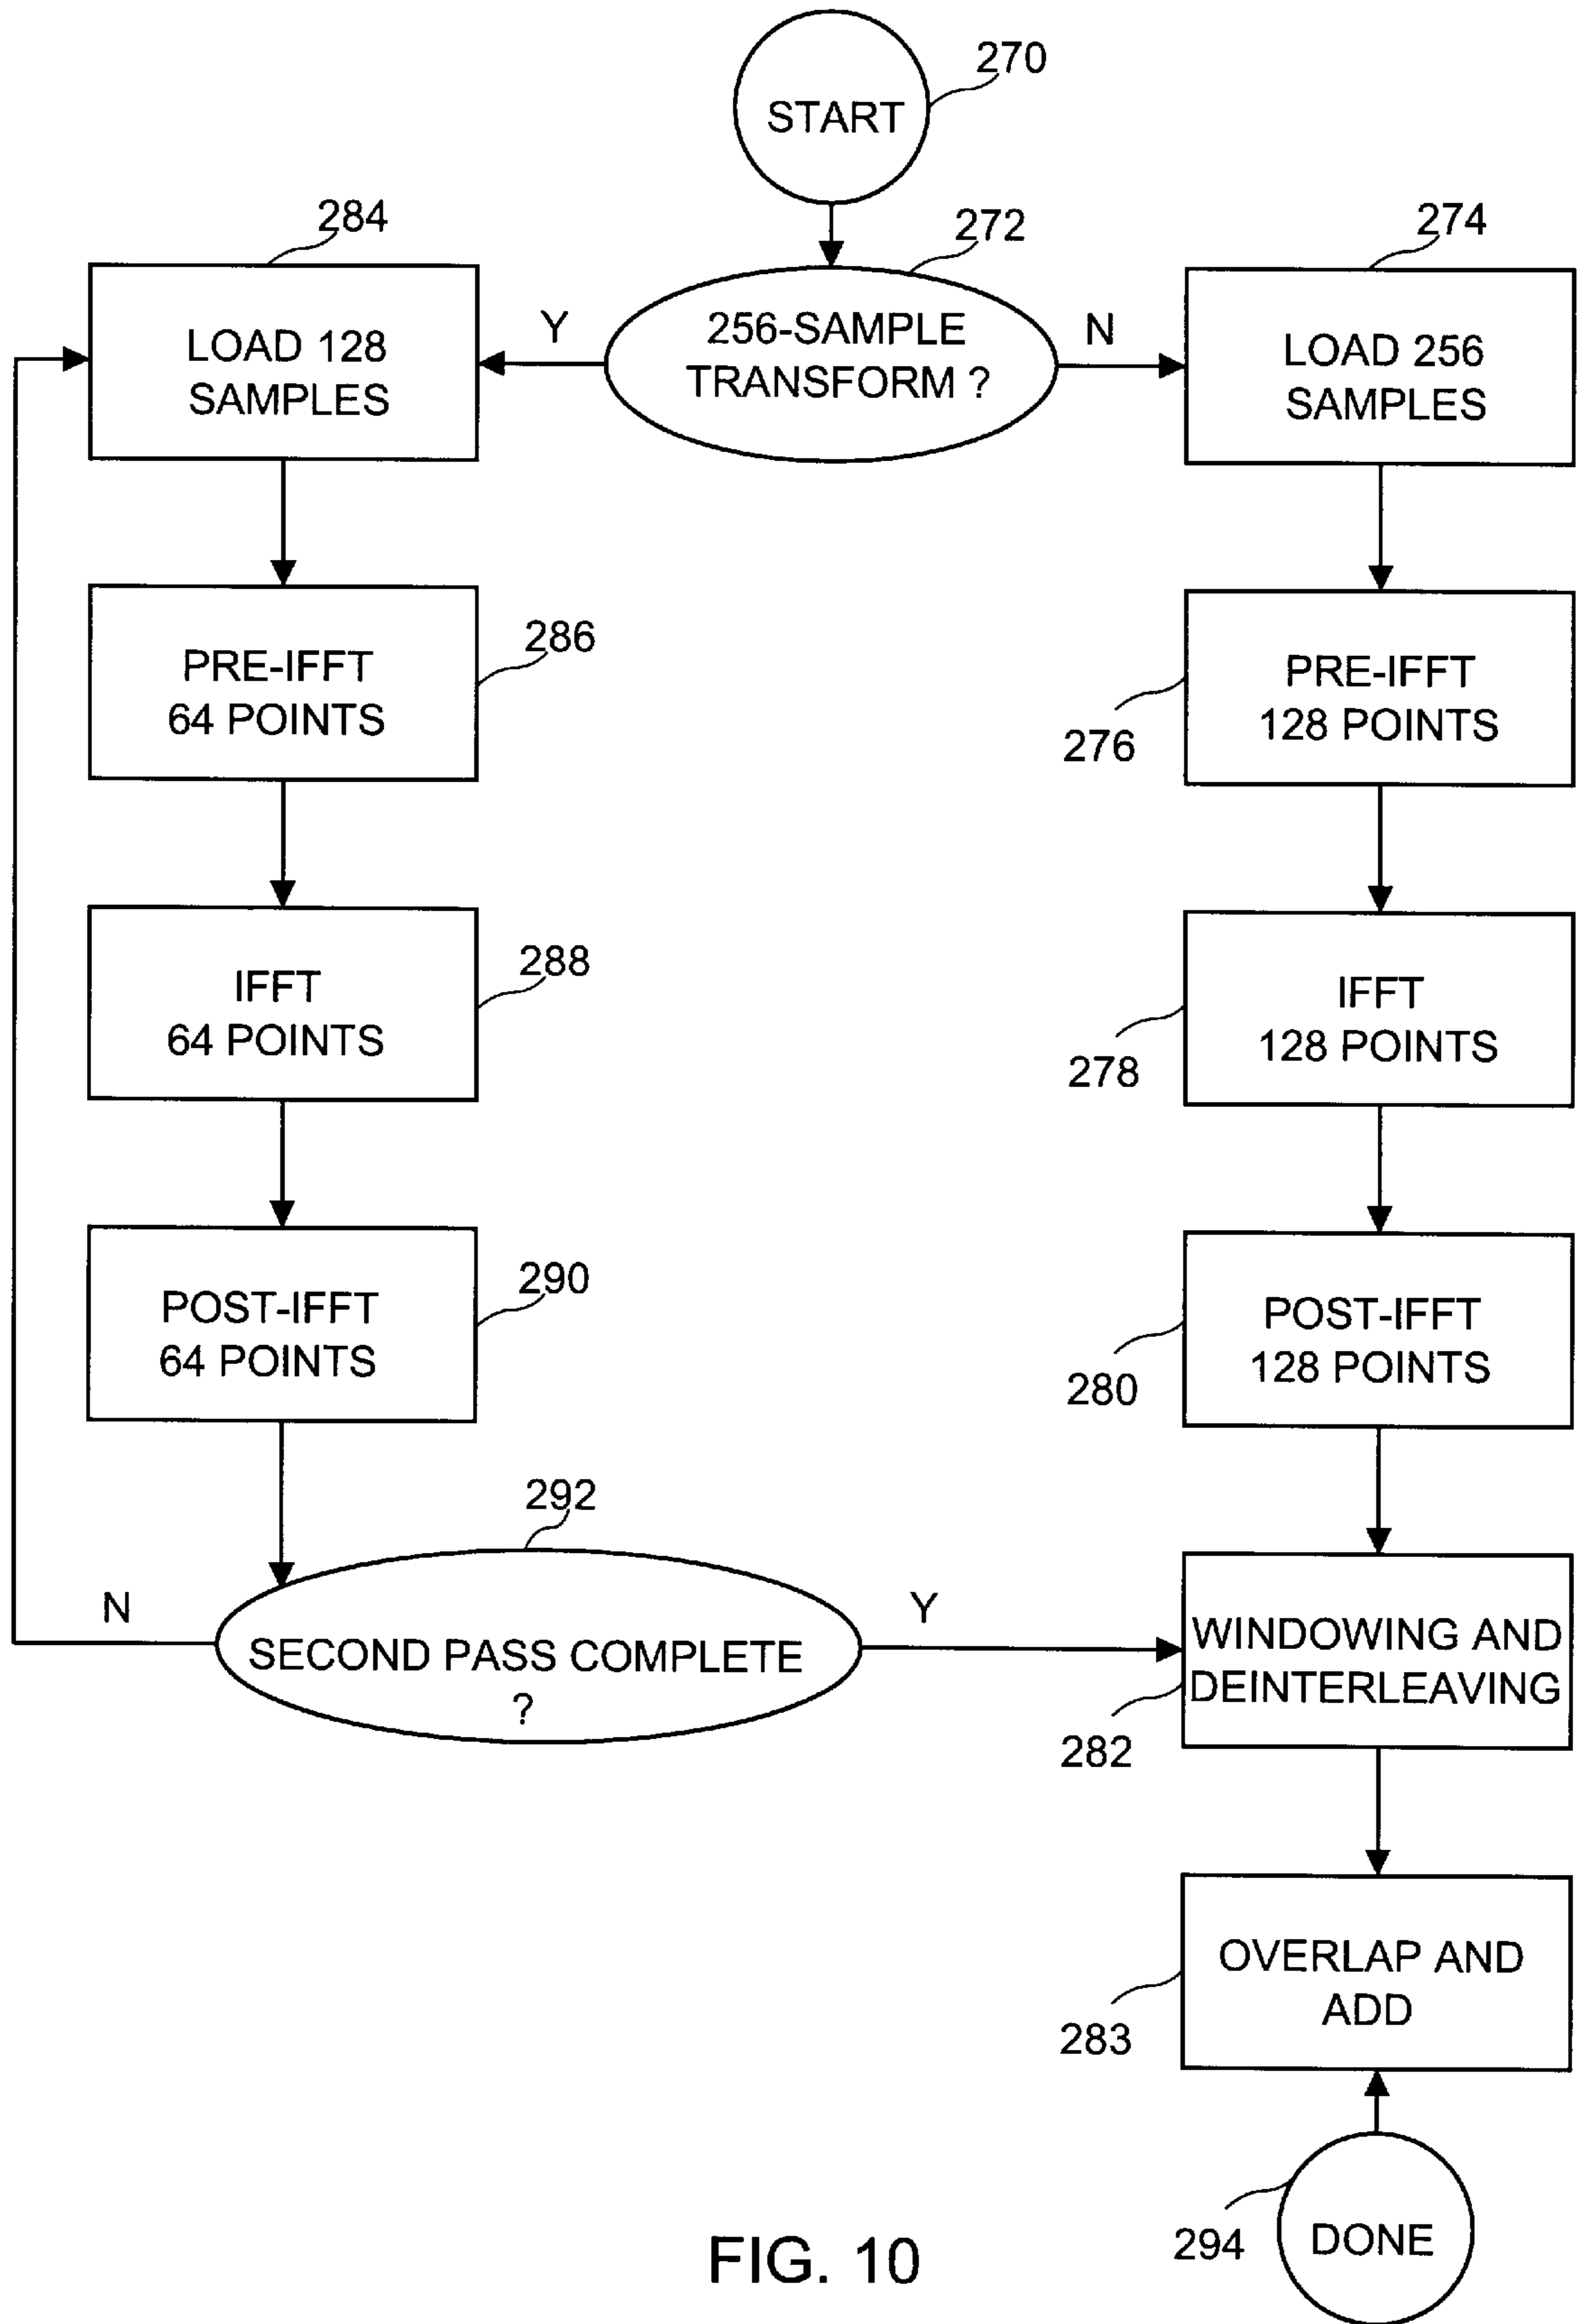 270
START
272
256-SAMPLE
TRANSFORM ?
Y
N
284
LOAD 128
SAMPLES
274
LOAD 256
SAMPLES
PRE-IFFT
64 POINTS
286
PRE-IFFT
128 POINTS
276
IFFT
64 POINTS
288
IFFT
128 POINTS
278
POST-IFFT
64 POINTS
290
POST-IFFT
128 POINTS
280
292
N
SECOND PASS COMPLETE
?
Y
WINDOWING AND
DEINTERLEAVING
282
OVERLAP AND
ADD
283
294
DONE
FIG. 10